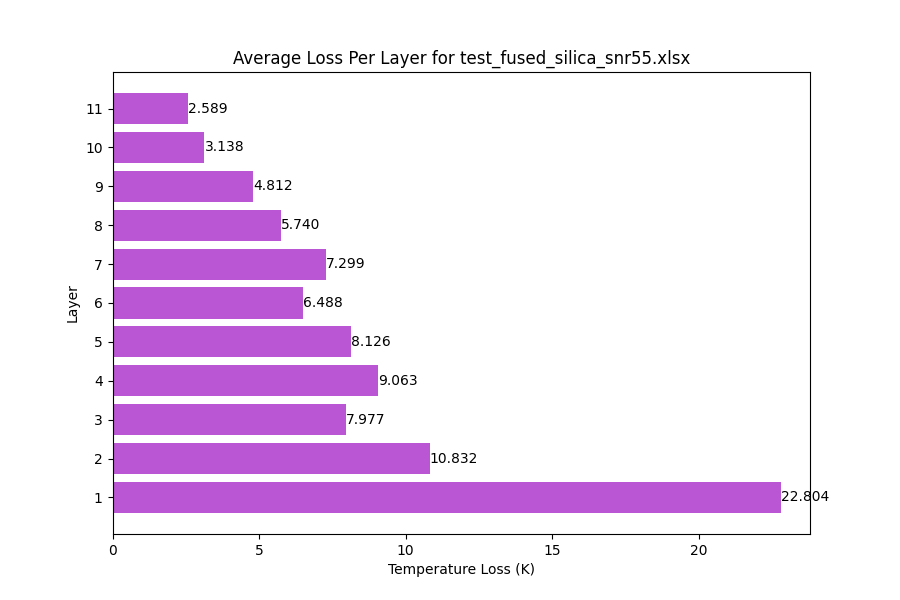 Average Loss Per Layer for test_fused_silica_snr55.xlsx
11 2.589
10 3.138
9 4.812
8 5.740
7 7.299
6 6.488
5 8.126
4 9.063
3 7.977
2 10.832
1 22.804
Layer
0 5 10 15 20
Temperature Loss (K)